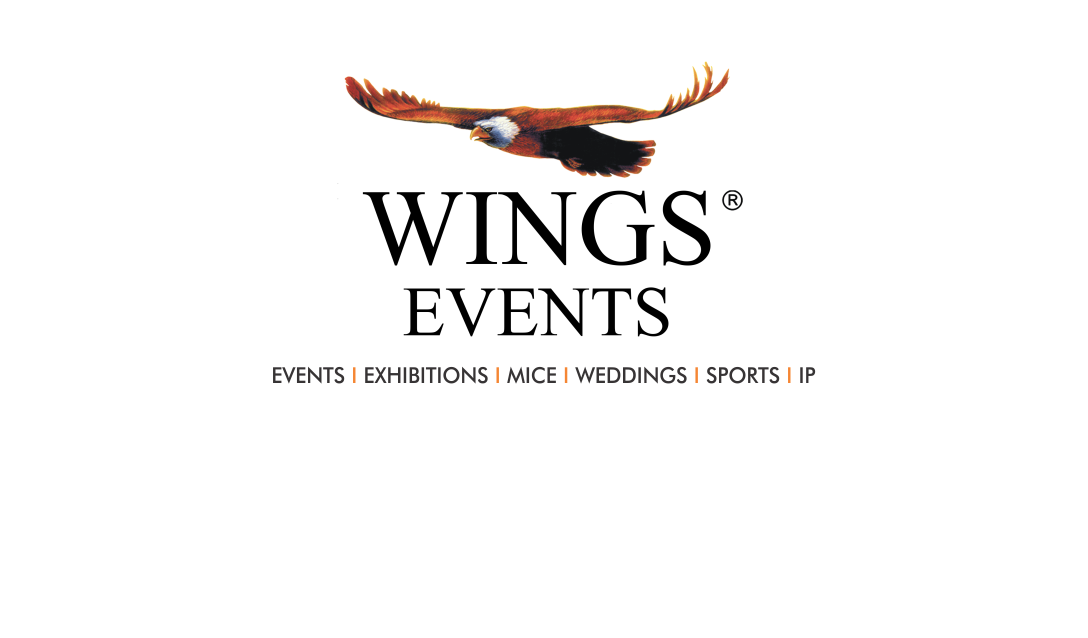 WINGS®
EVENTS
EVENTS | EXHIBITIONS | MICE | WEDDINGS | SPORTS | IP